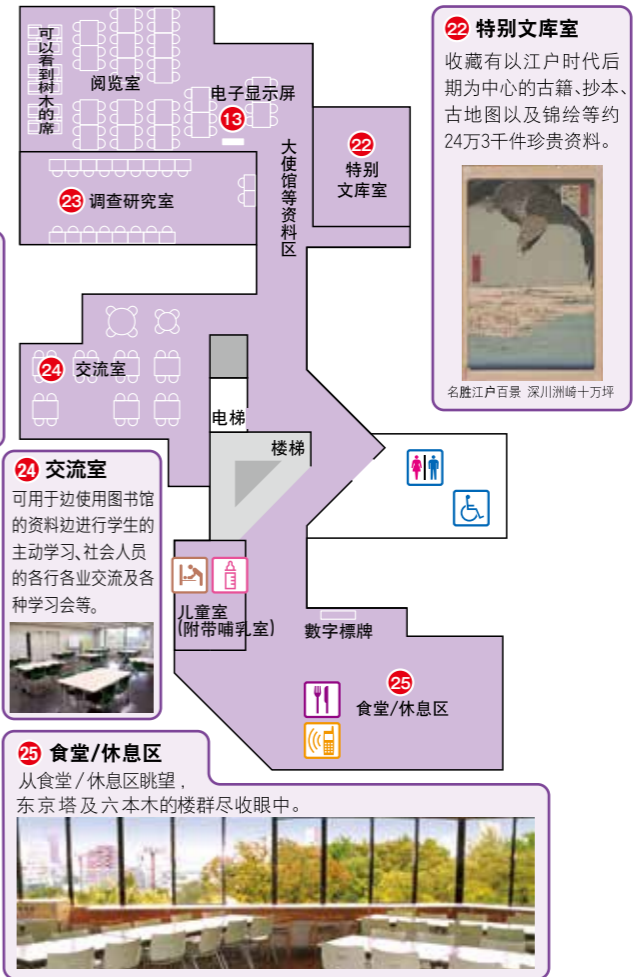 可以看到树木的席
阅览室
电子显示屏
13
大使馆等资料区
22
特别
文库室
23 调查研究室
24 交流室
电梯
楼梯
儿童室
(附带哺乳室)
數字標牌
25
食堂/休息区
22 特别文库室
收藏有以江户时代后
期为中心的古籍、抄本、
古地图以及锦绘等约
24万3千件珍贵资料。
名胜江户百景 深川洲崎十万坪
24 交流室
可用于边使用图书馆
的资料边进行学生的
主动学习、社会人员
的各行各业交流及各
种学习会等。
25 食堂/休息区
从食堂/休息区眺望，
东京塔及六本木的楼群尽收眼中。